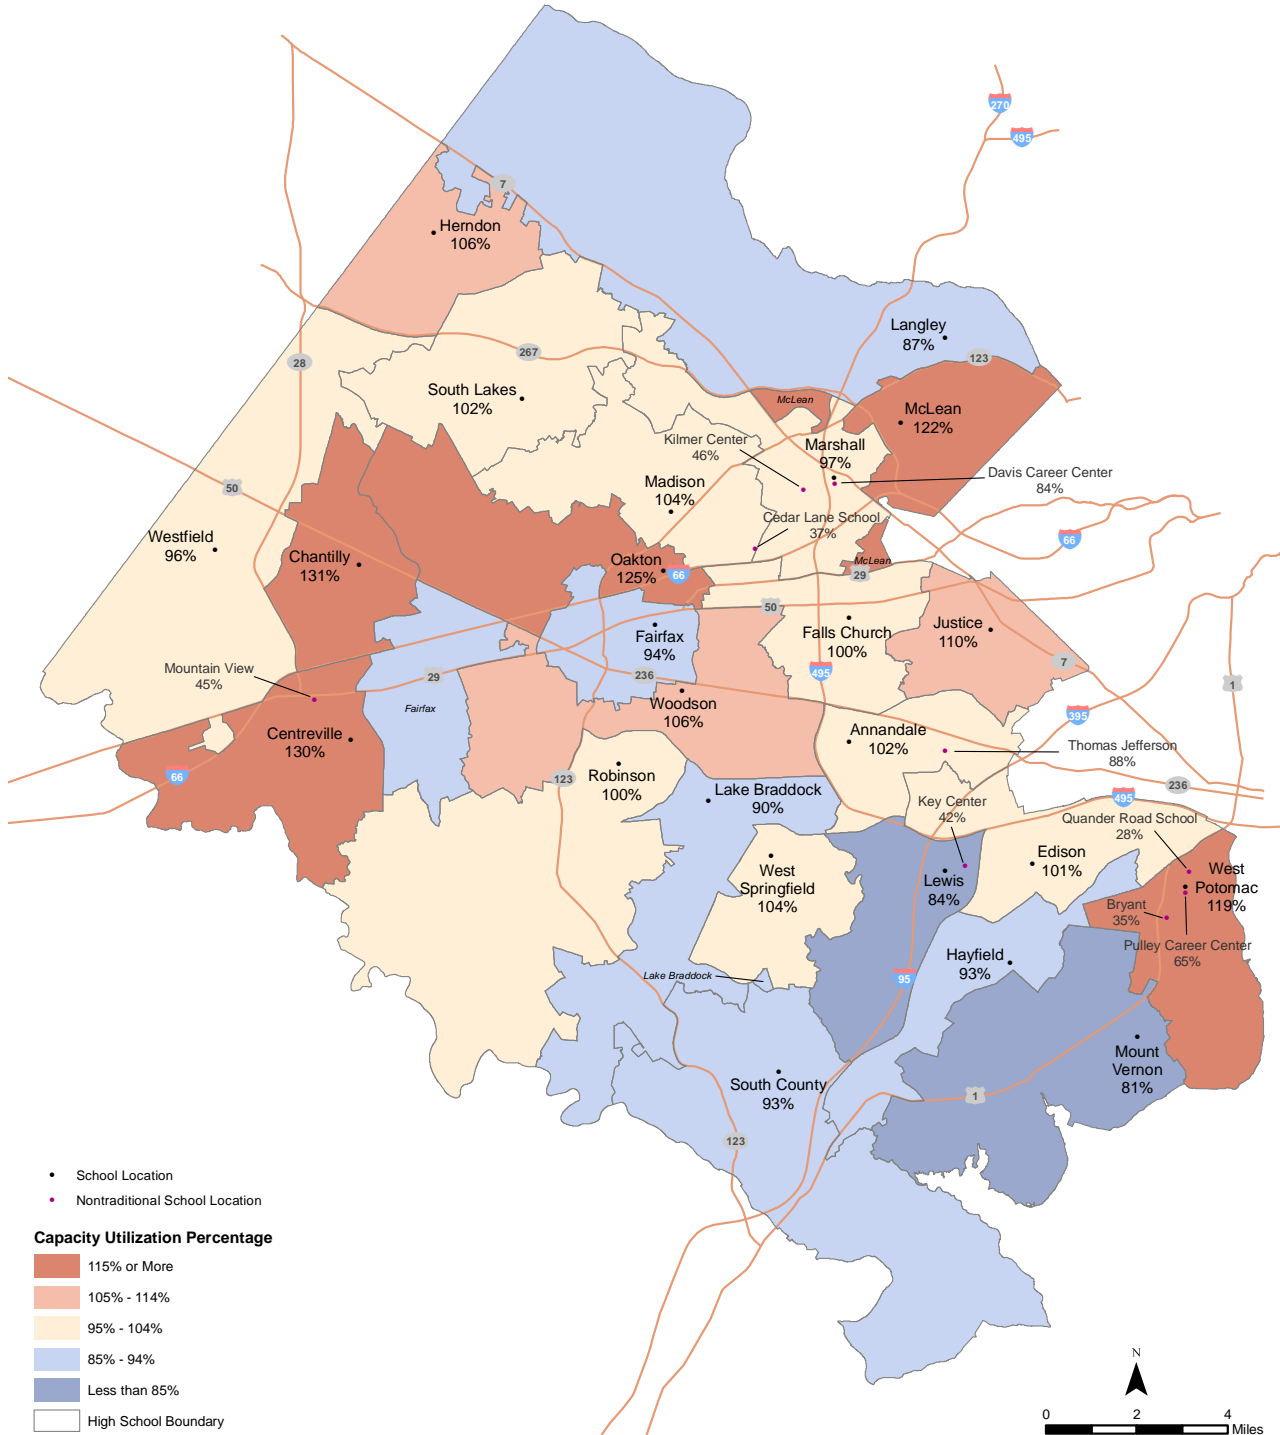 270
495
7
Herndon
106%
Langley
87%
123
28
267
South Lakes
102%
McLean
McLean
122%
Kilmer Center
46%
Marshall
97%
Davis Career Center
84%
50
Madison
104%
Cedar Lane School
37%
Westfield
96%
Chantilly
131%
Oakton
125%
66
McLean
29
66
50
Fairfax
94%
Falls Church
100%
Justice
110%
7
Mountain View
45%
29
236
495
1
Fairfax
Woodson
106%
395
Centreville
130%
Annandale
102%
Thomas Jefferson
88%
66
123
Robinson
100%
Lake Braddock
90%
236
495
Key Center
42%
Quander Road School
28%
West
Springfield
104%
Lewis
84%
Edison
101%
West
Potomac
119%
Bryant
35%
Pulley Career Center
65%
Hayfield
93%
Lake Braddock
95
Mount
Vernon
81%
South County
93%
1
123
School Location
Nontraditional School Location
Capacity Utilization Percentage
115% or More
105% - 114%
95% - 104%
85% - 94%
Less than 85%
High School Boundary
N
0 2 4
Miles